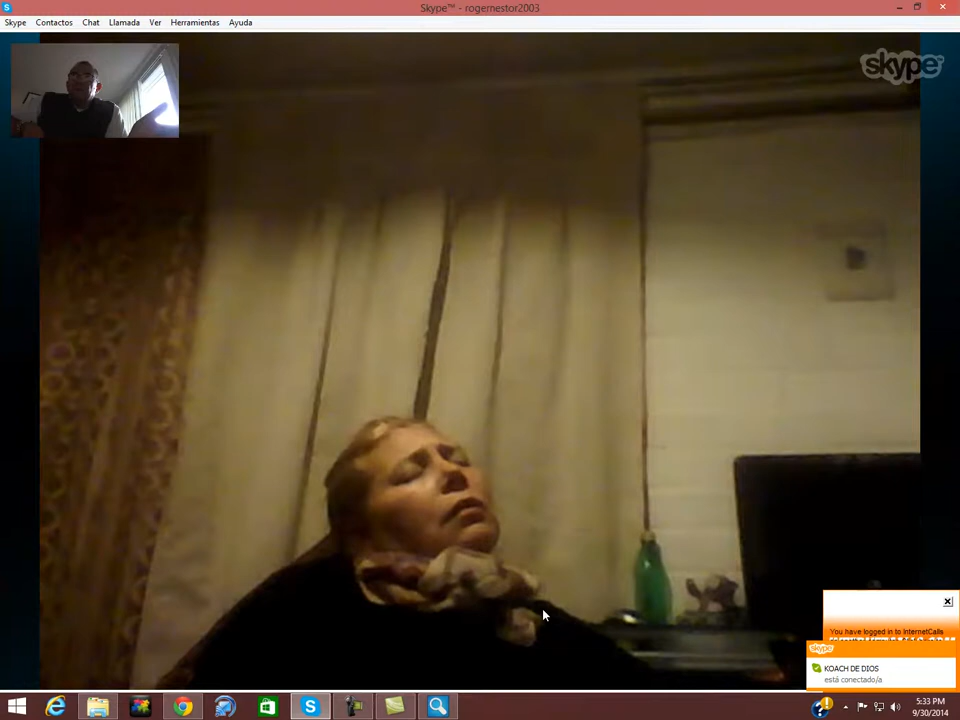 Skype™ - rogernestor2003
Skype Contactos Chat Llamada Ver Herramientas Ayuda
skype
You have logged in to InternetCalls
skype
KOACH DE DIOS
está conectado/a
5:33 PM
9/30/2014